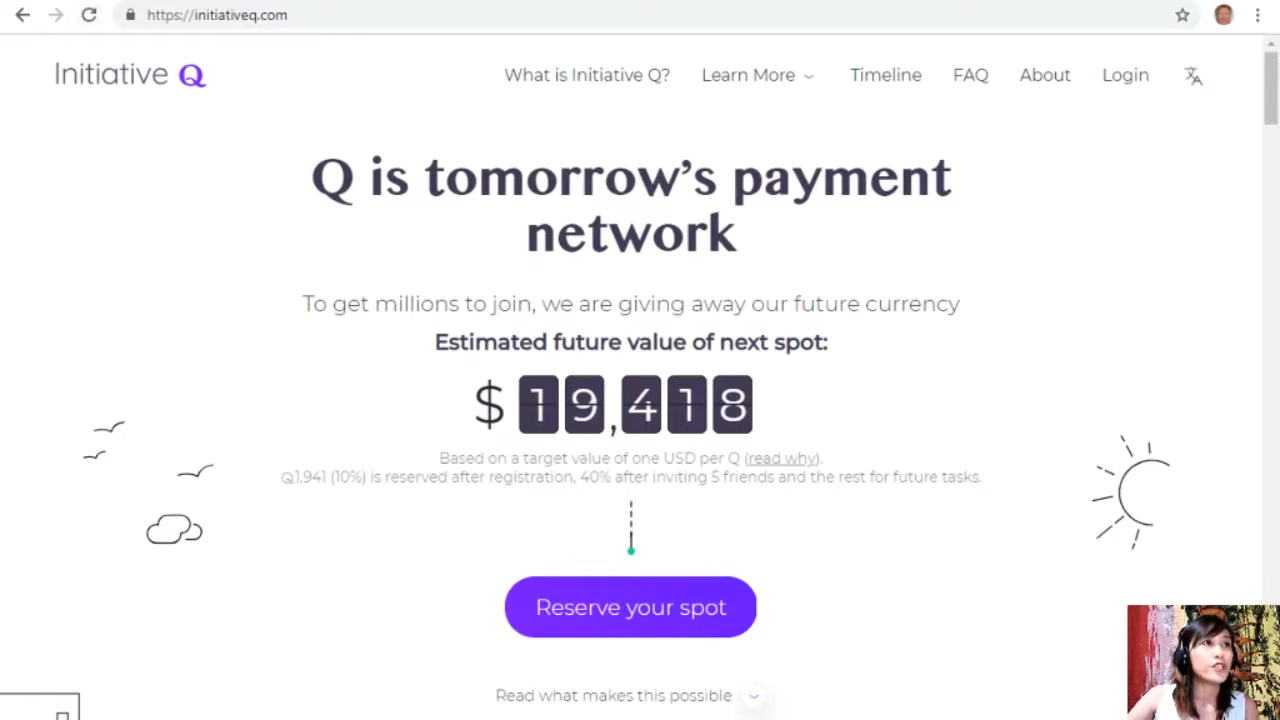 https://initiativeq.com
Initiative Q
What is Initiative Q? Learn More Timeline FAQ About Login
Q is tomorrow's payment
network
To get millions to join, we are giving away our future currency
Estimated future value of next spot:
$ 19,418
Based on a target value of one USD per Q (read why).
Q1,941 (10%) is reserved after registration, 40% after inviting 5 friends and the rest for future tasks.
Reserve your spot
Read what makes this possible